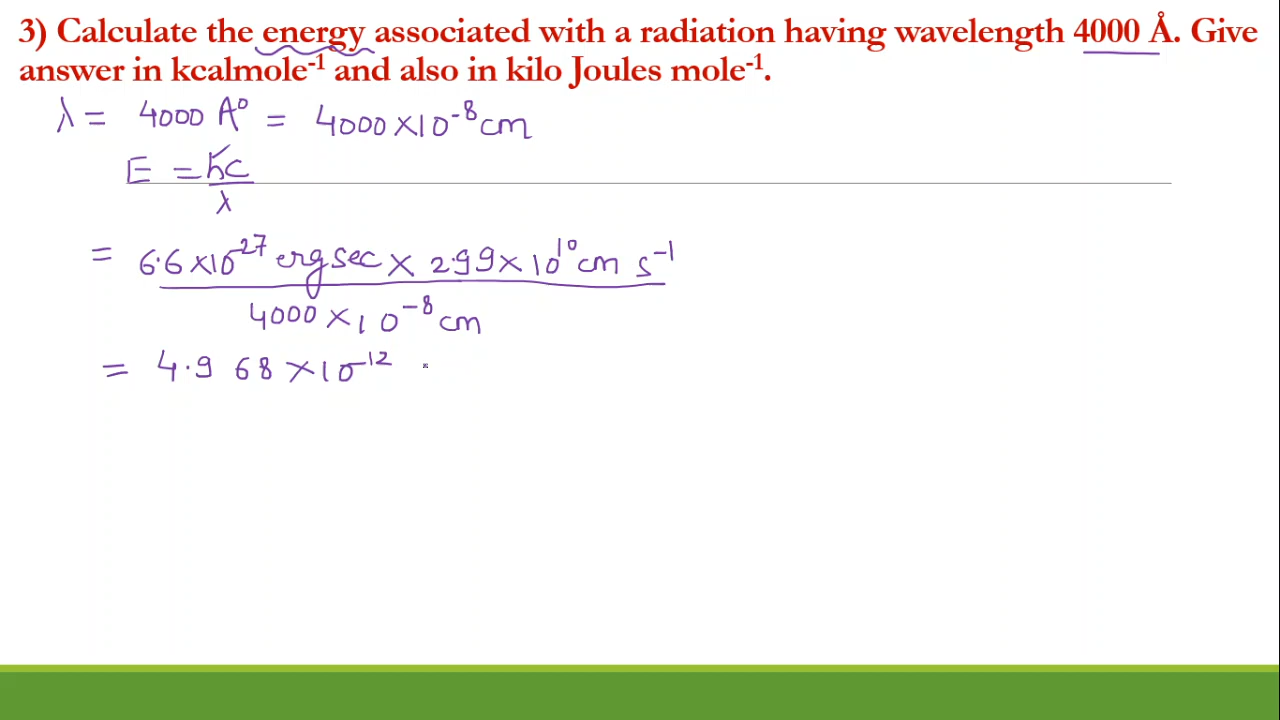 3) Calculate the energy associated with a radiation having wavelength 4000 Å. Give
answer in kcalmole⁻¹ and also in kilo Joules mole⁻¹.
λ = 4000 A⁰ = 4000 × 10⁻⁸ cm
E = hc
λ
= 6.6 × 10⁻²⁷ erg sec × 2.99 × 10¹⁰ cm s⁻¹
4000 × 10⁻⁸ cm
= 4.968 × 10⁻¹²